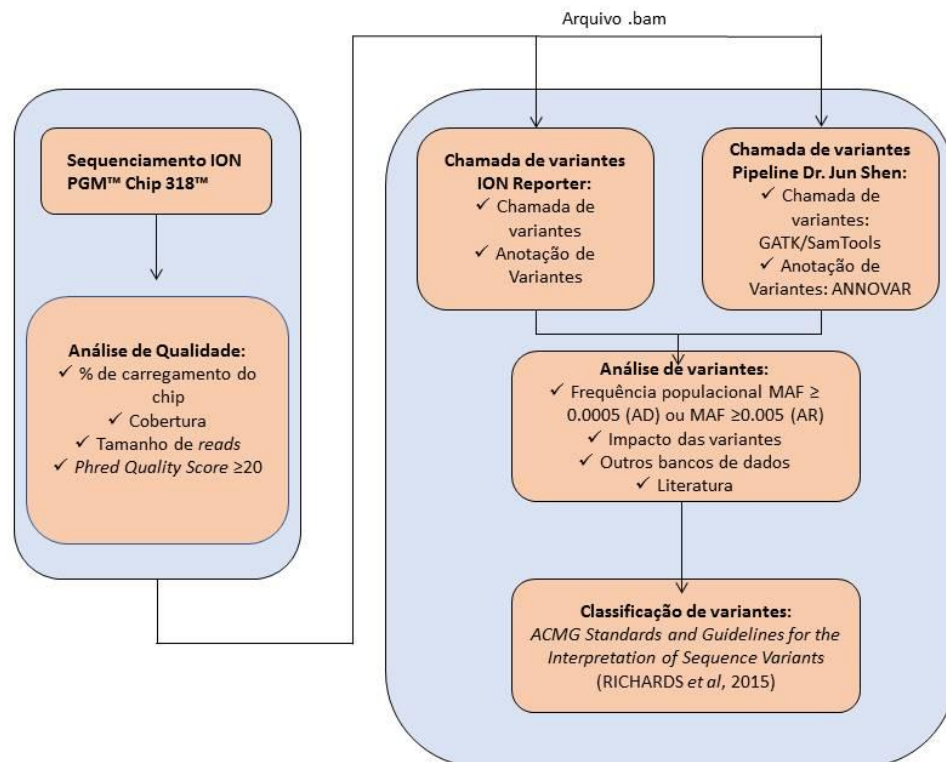 Arquivo .bam
Sequenciamento ION
PGM™ Chip 318™
Análise de Qualidade:
✓ % de carregamento do
chip
✓ Cobertura
✓ Tamanho de reads
✓ Phred Quality Score ≥20
Chamada de variantes
ION Reporter:
✓ Chamada de
variantes
✓ Anotação de
Variantes
Chamada de variantes
Pipeline Dr. Jun Shen:
✓ Chamada de
variantes:
GATK/SamTools
✓ Anotação de
Variantes: ANNOVAR
Análise de variantes:
✓ Frequência populacional MAF ≥
0.0005 (AD) ou MAF ≥0.005 (AR)
✓ Impacto das variantes
✓ Outros bancos de dados
✓ Literatura
Classificação de variantes:
ACMG Standards and Guidelines for the
Interpretation of Sequence Variants
(RICHARDS et al, 2015)